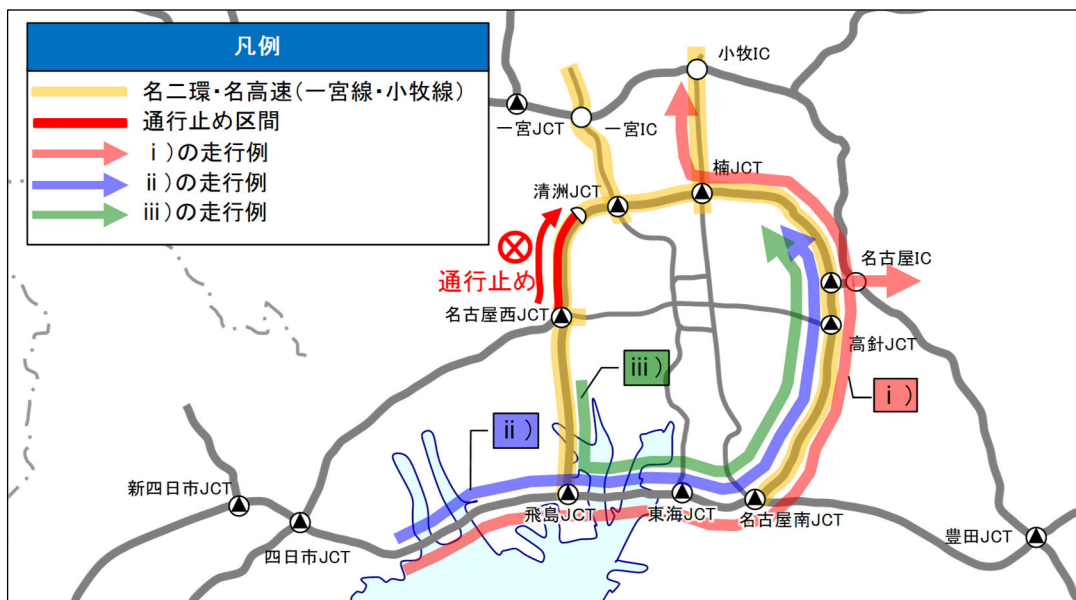 凡例
名二環・名高速(一宮線・小牧線)
通行止め区間
ⅰ)の走行例
ⅱ)の走行例
ⅲ)の走行例
小牧IC
一宮JCT
一宮IC
楠JCT
清洲JCT
通行止め
名古屋IC
名古屋西JCT
高針JCT
ⅲ)
ⅰ)
ⅱ)
新四日市JCT
飛島JCT
東海JCT
名古屋南JCT
四日市JCT
豊田JCT